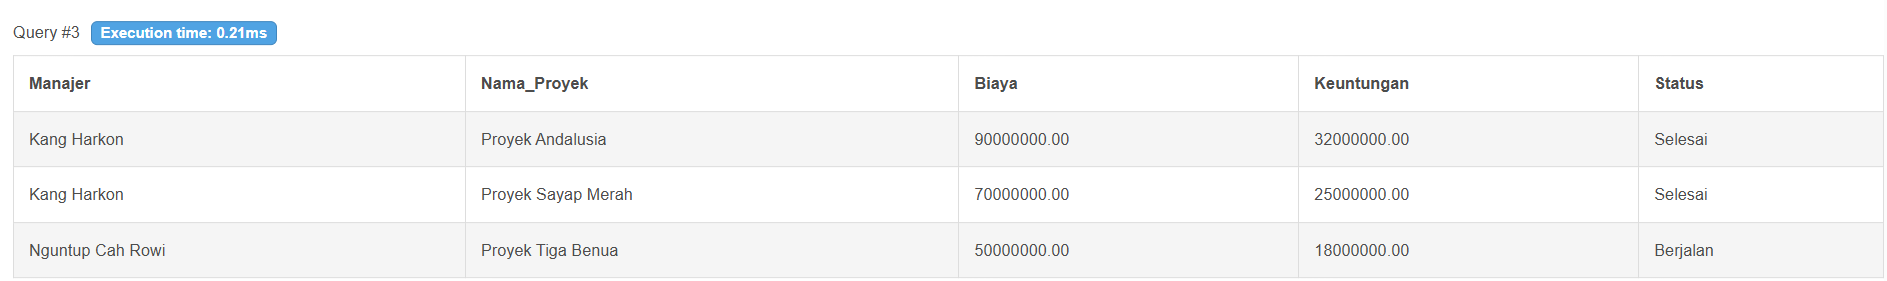 Query #3 Execution time: 0.21ms
Manajer Nama_Proyek Biaya Keuntungan Status
Kang Harkon Proyek Andalusia 90000000.00 32000000.00 Selesai
Kang Harkon Proyek Sayap Merah 70000000.00 25000000.00 Selesai
Nguntup Cah Rowi Proyek Tiga Benua 50000000.00 18000000.00 Berjalan